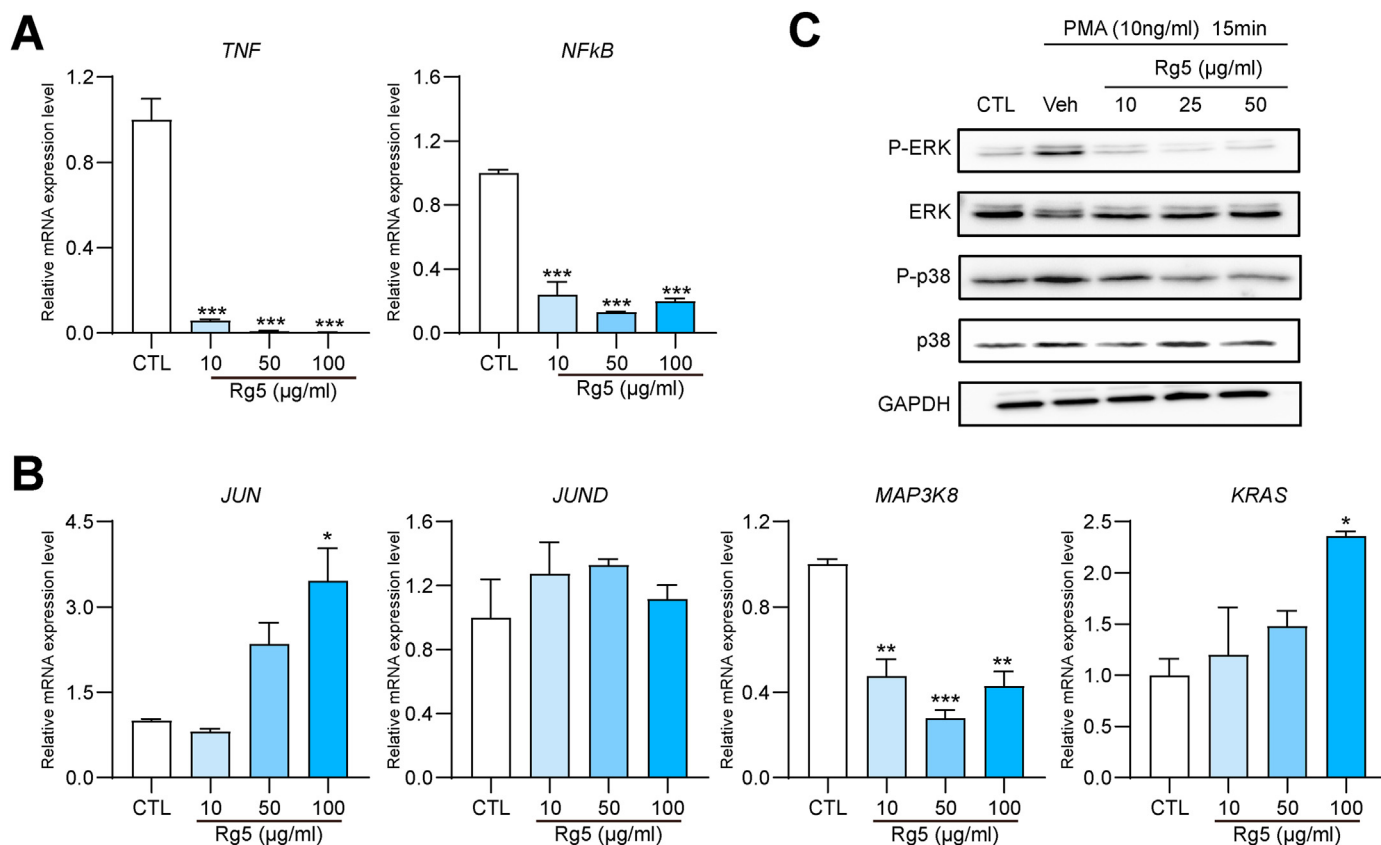 A
TNF
Relative mRNA expression level
1.2
0.8
0.4
0.0
***
***
***
CTL
10
50
100
Rg5 (µg/ml)
NFkB
Relative mRNA expression level
1.6
1.2
0.8
0.4
0.0
***
***
***
CTL
10
50
100
Rg5 (µg/ml)
C
PMA (10ng/ml) 15min
Rg5 (µg/ml)
CTL Veh 10 25 50
P-ERK
ERK
P-p38
p38
GAPDH
B
JUN
Relative mRNA expression level
4.5
3.0
1.5
0.0
*
CTL
10
50
100
Rg5 (µg/ml)
JUND
Relative mRNA expression level
1.6
1.2
0.8
0.4
0.0
CTL
10
50
100
Rg5 (µg/ml)
MAP3K8
Relative mRNA expression level
1.2
0.8
0.4
0.0
**
***
**
CTL
10
50
100
Rg5 (µg/ml)
KRAS
Relative mRNA expression level
2.5
2.0
1.5
1.0
0.5
0.0
*
CTL
10
50
100
Rg5 (µg/ml)